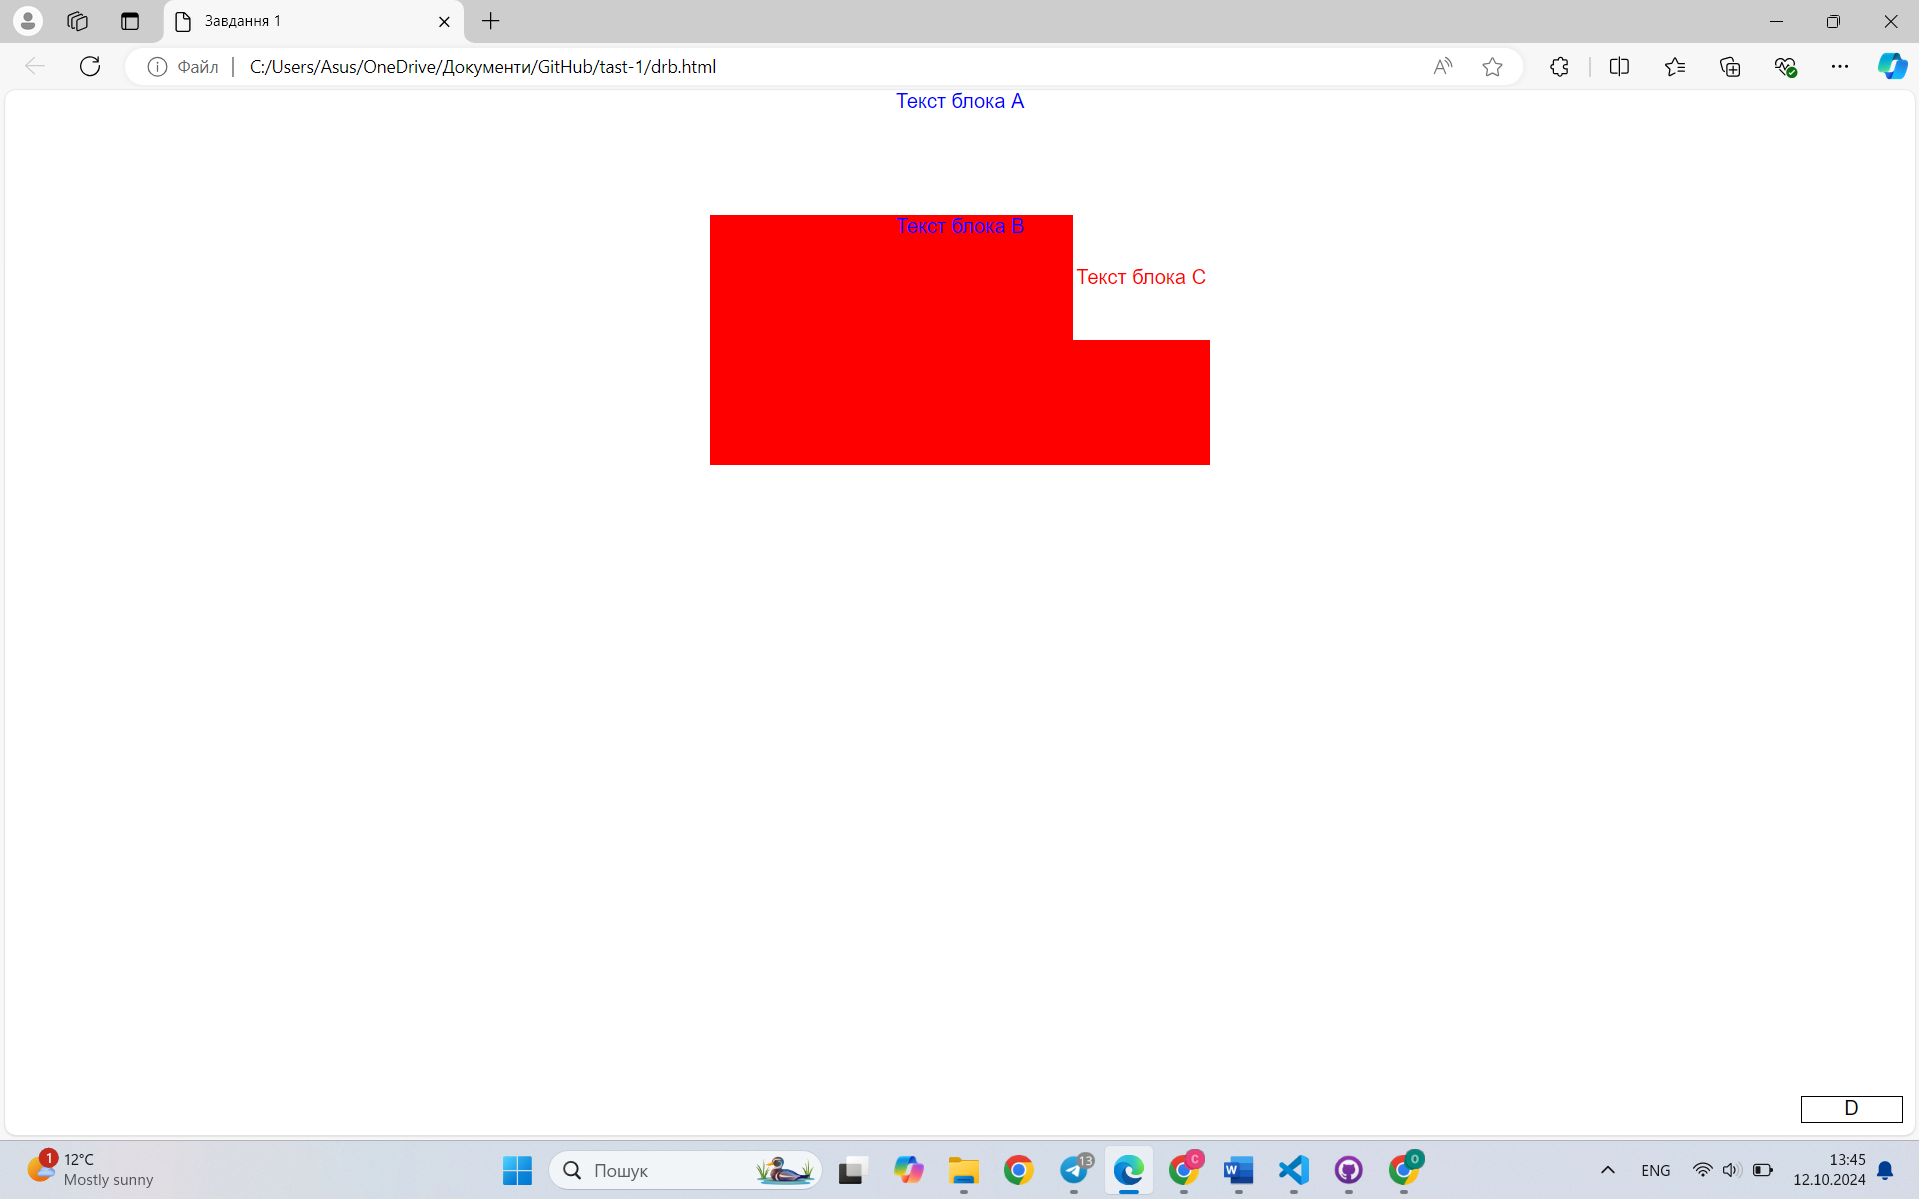 Завдання 1
Файл
C:/Users/Asus/OneDrive/Документи/GitHub/tast-1/drb.html
Текст блока A
Текст блока B
Текст блока C
D
1
12°C
Mostly sunny
Пошук
13
C
O
ENG
13:45
12.10.2024